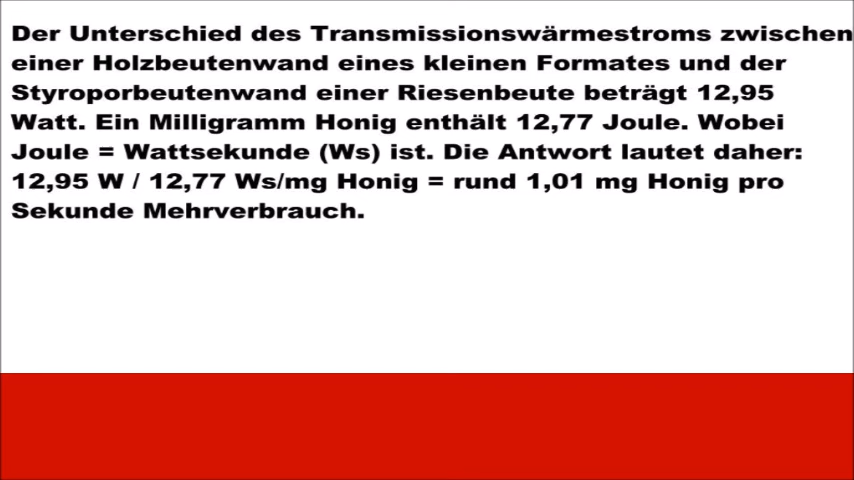 Der Unterschied des Transmissionswärmestroms zwischen
einer Holzbeutenwand eines kleinen Formates und der
Styroporbeutenwand einer Riesenbeute beträgt 12,95
Watt. Ein Milligramm Honig enthält 12,77 Joule. Wobei
Joule = Wattsekunde (Ws) ist. Die Antwort lautet daher:
12,95 W / 12,77 Ws/mg Honig = rund 1,01 mg Honig pro
Sekunde Mehrverbrauch.